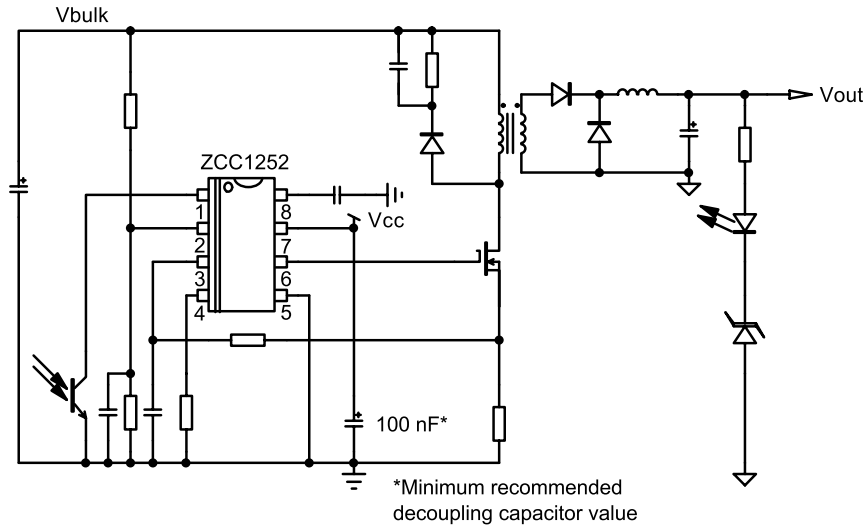 Vbulk
Vout
ZCC1252
1
8
Vcc
2
7
3
6
4
5
100 nF*
*Minimum recommended
decoupling capacitor value